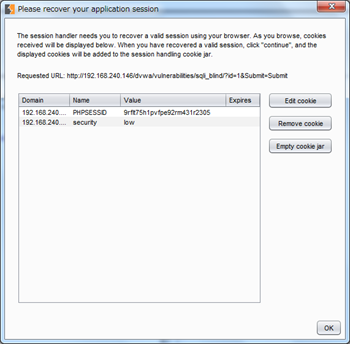 Please recover your application session
The session handler needs you to recover a valid session using your browser. As you browse, cookies
received will be displayed below. When you have recovered a valid session, click "continue", and the
displayed cookies will be added to the session handling cookie jar.
Requested URL: http://192.168.240.146/dvwa/vulnerabilities/sqli_blind/?id=1&Submit=Submit
Domain Name Value Expires
192.168.240.... PHPSESSID 9rfft75h1pvfpe92rm431r2305
192.168.240.... security low
Edit cookie
Remove cookie
Empty cookie jar
OK